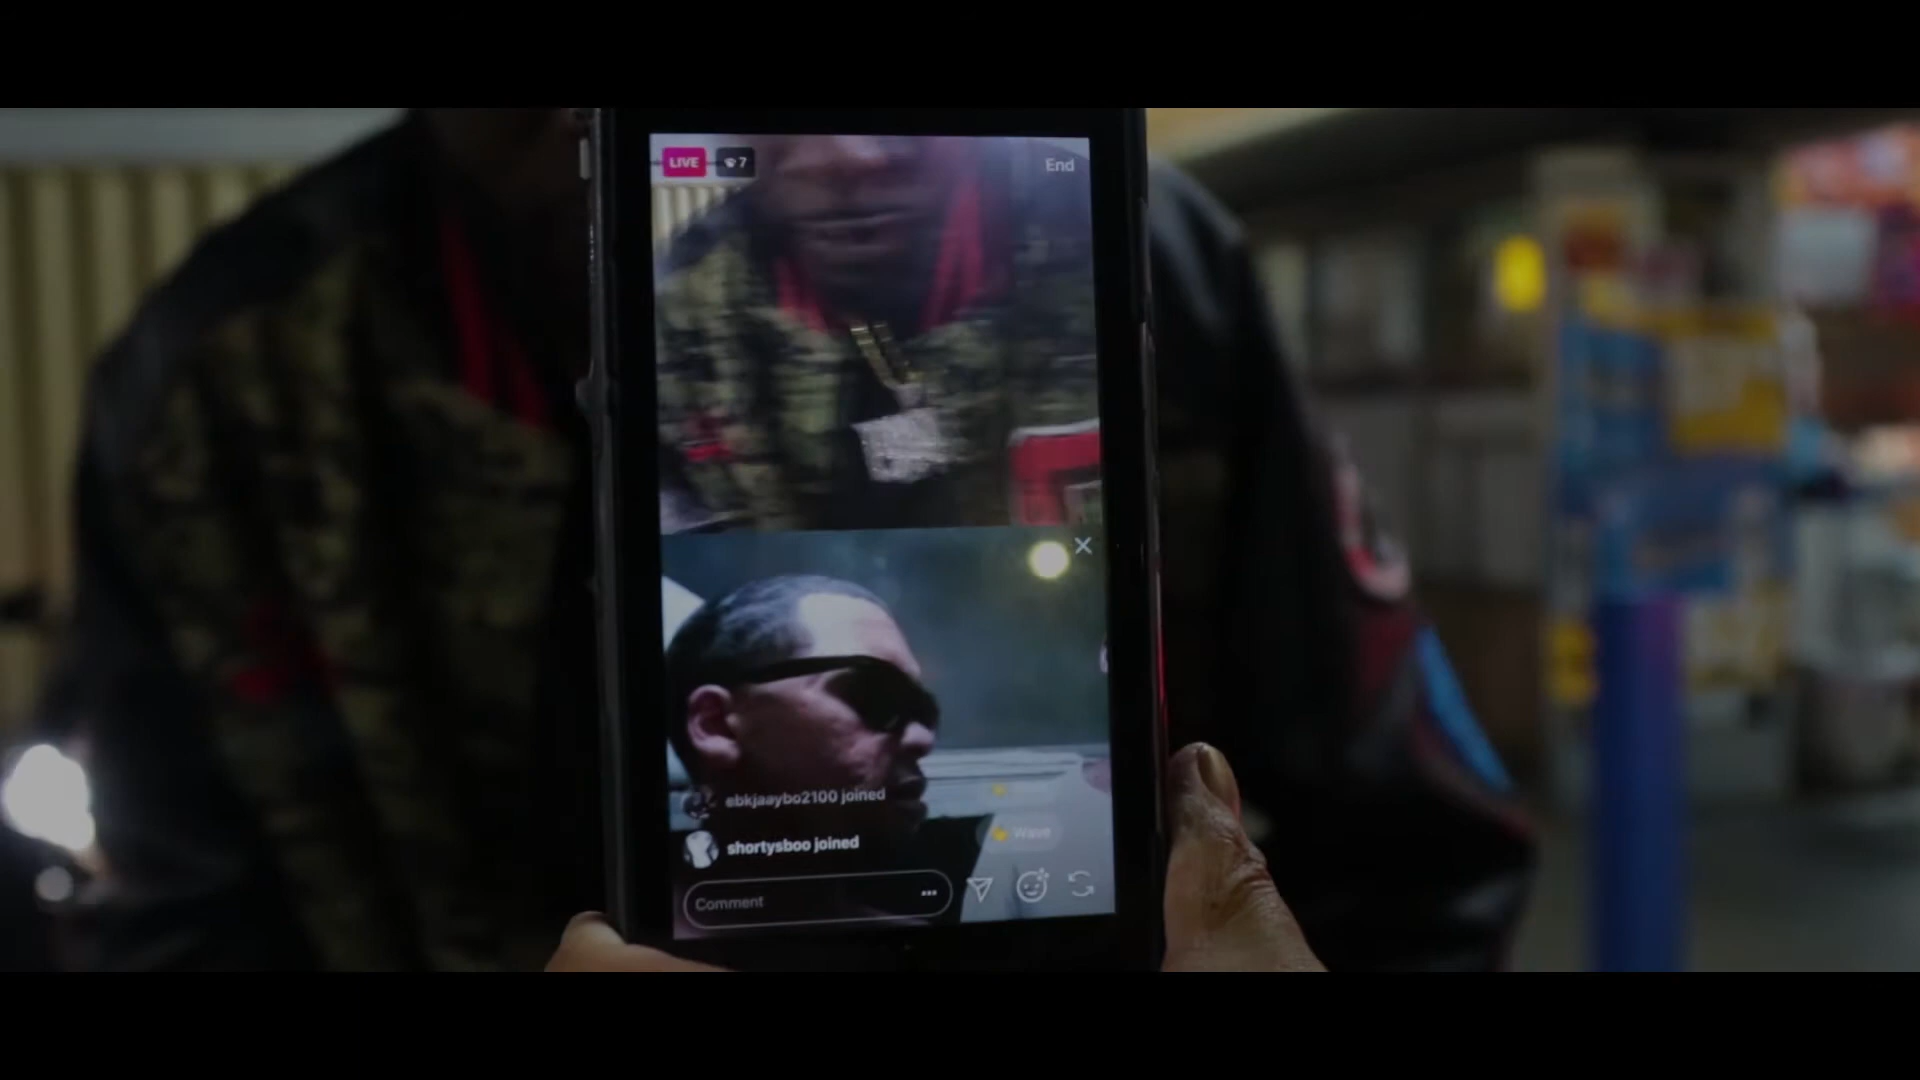 LIVE
7
End
ebkjaaybo2100 joined
shortysboo joined
Wave
Comment